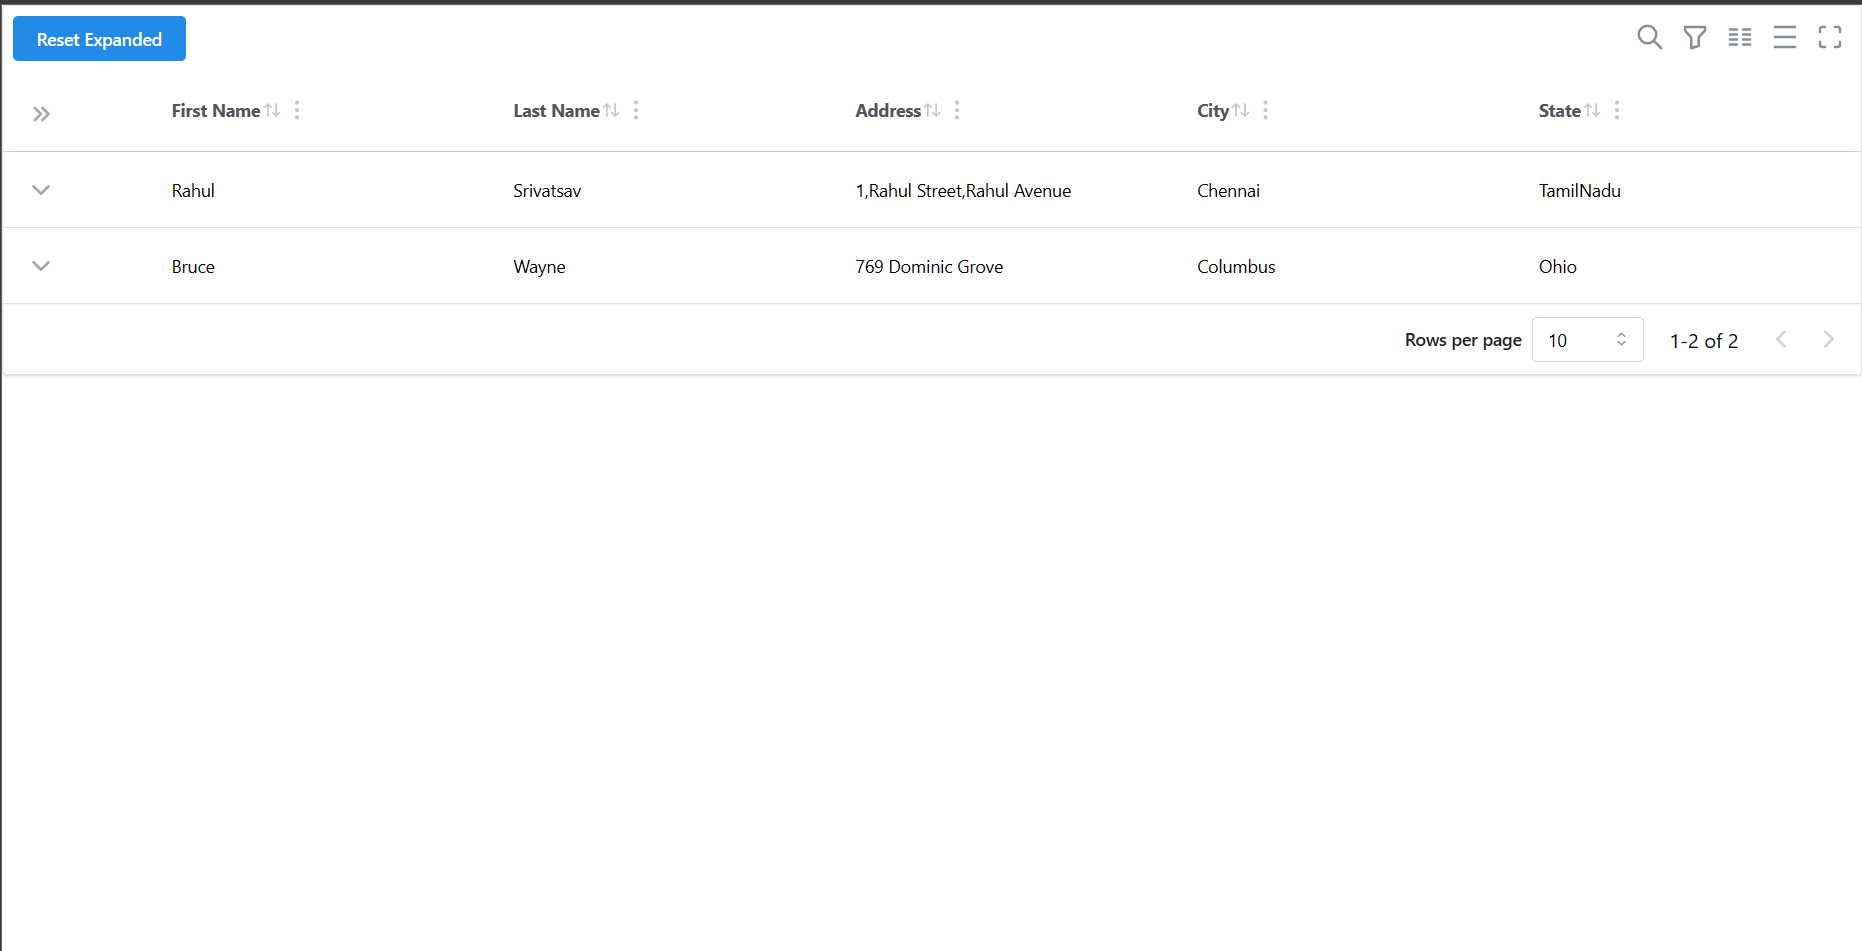 Reset Expanded
First Name Last Name Address City State
Rahul Srivatsav 1,Rahul Street,Rahul Avenue Chennai TamilNadu
Bruce Wayne 769 Dominic Grove Columbus Ohio
Rows per page 10 1-2 of 2